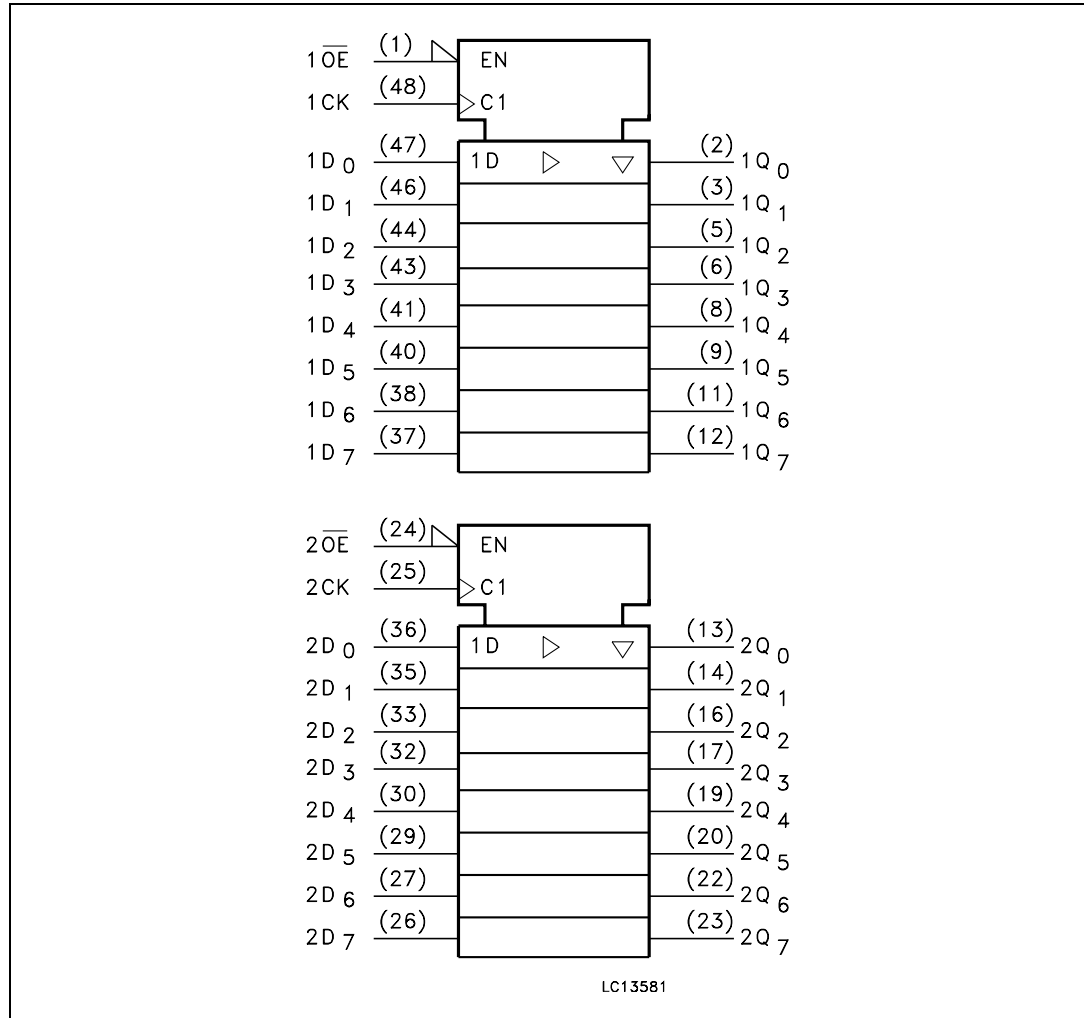 1O̅E̅ (1) EN
1CK (48) C1
1D0 (47) 1D (2) 1Q0
1D1 (46) (3) 1Q1
1D2 (44) (5) 1Q2
1D3 (43) (6) 1Q3
1D4 (41) (8) 1Q4
1D5 (40) (9) 1Q5
1D6 (38) (11) 1Q6
1D7 (37) (12) 1Q7
2O̅E̅ (24) EN
2CK (25) C1
2D0 (36) 1D (13) 2Q0
2D1 (35) (14) 2Q1
2D2 (33) (16) 2Q2
2D3 (32) (17) 2Q3
2D4 (30) (19) 2Q4
2D5 (29) (20) 2Q5
2D6 (27) (22) 2Q6
2D7 (26) (23) 2Q7
LC13581